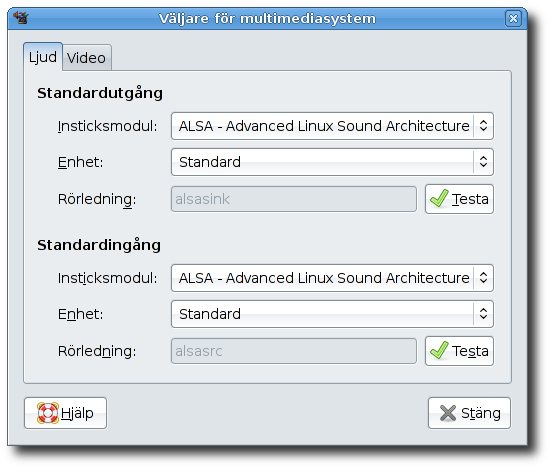 Väljare för multimediasystem
Ljud Video
Standardutgång
Insticksmodul: ALSA - Advanced Linux Sound Architecture
Enhet: Standard
Rörledning: alsasink Testa
Standardingång
Insticksmodul: ALSA - Advanced Linux Sound Architecture
Enhet: Standard
Rörledning: alsasrc Testa
Hjälp Stäng